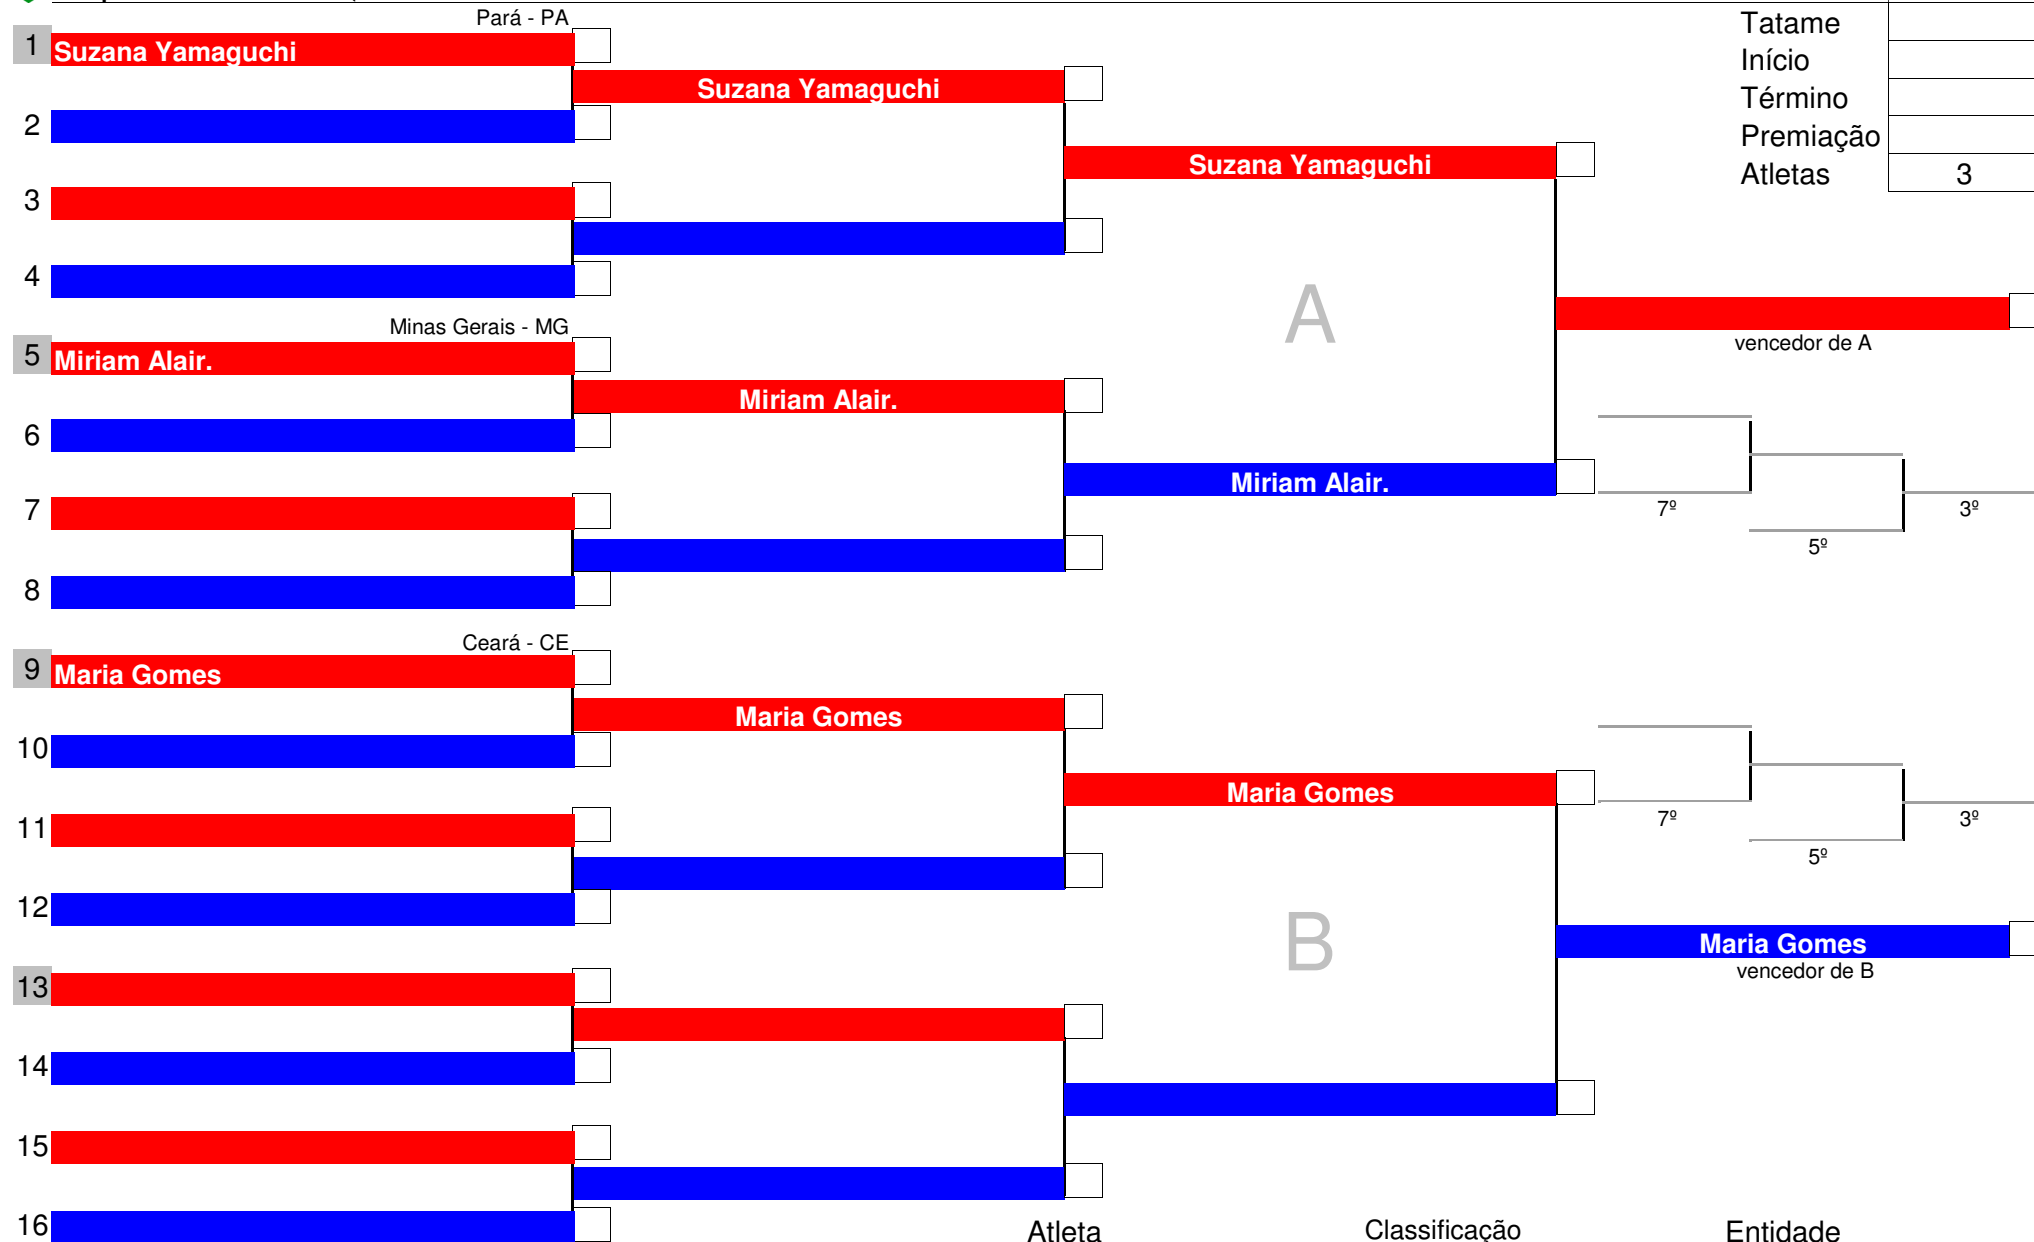 Pará - PA
1 Suzana Yamaguchi
Suzana Yamaguchi
2
Suzana Yamaguchi
3
4
Minas Gerais - MG
5 Miriam Alair.
Miriam Alair.
6
Miriam Alair.
7
8
A
vencedor de A
7º
5º
3º
Tatame
Início
Término
Premiação
Atletas 3
Ceará - CE
9 Maria Gomes
Maria Gomes
10
Maria Gomes
11
12
B
Maria Gomes
vencedor de B
7º
5º
3º
13
14
15
16
Atleta Classificação Entidade